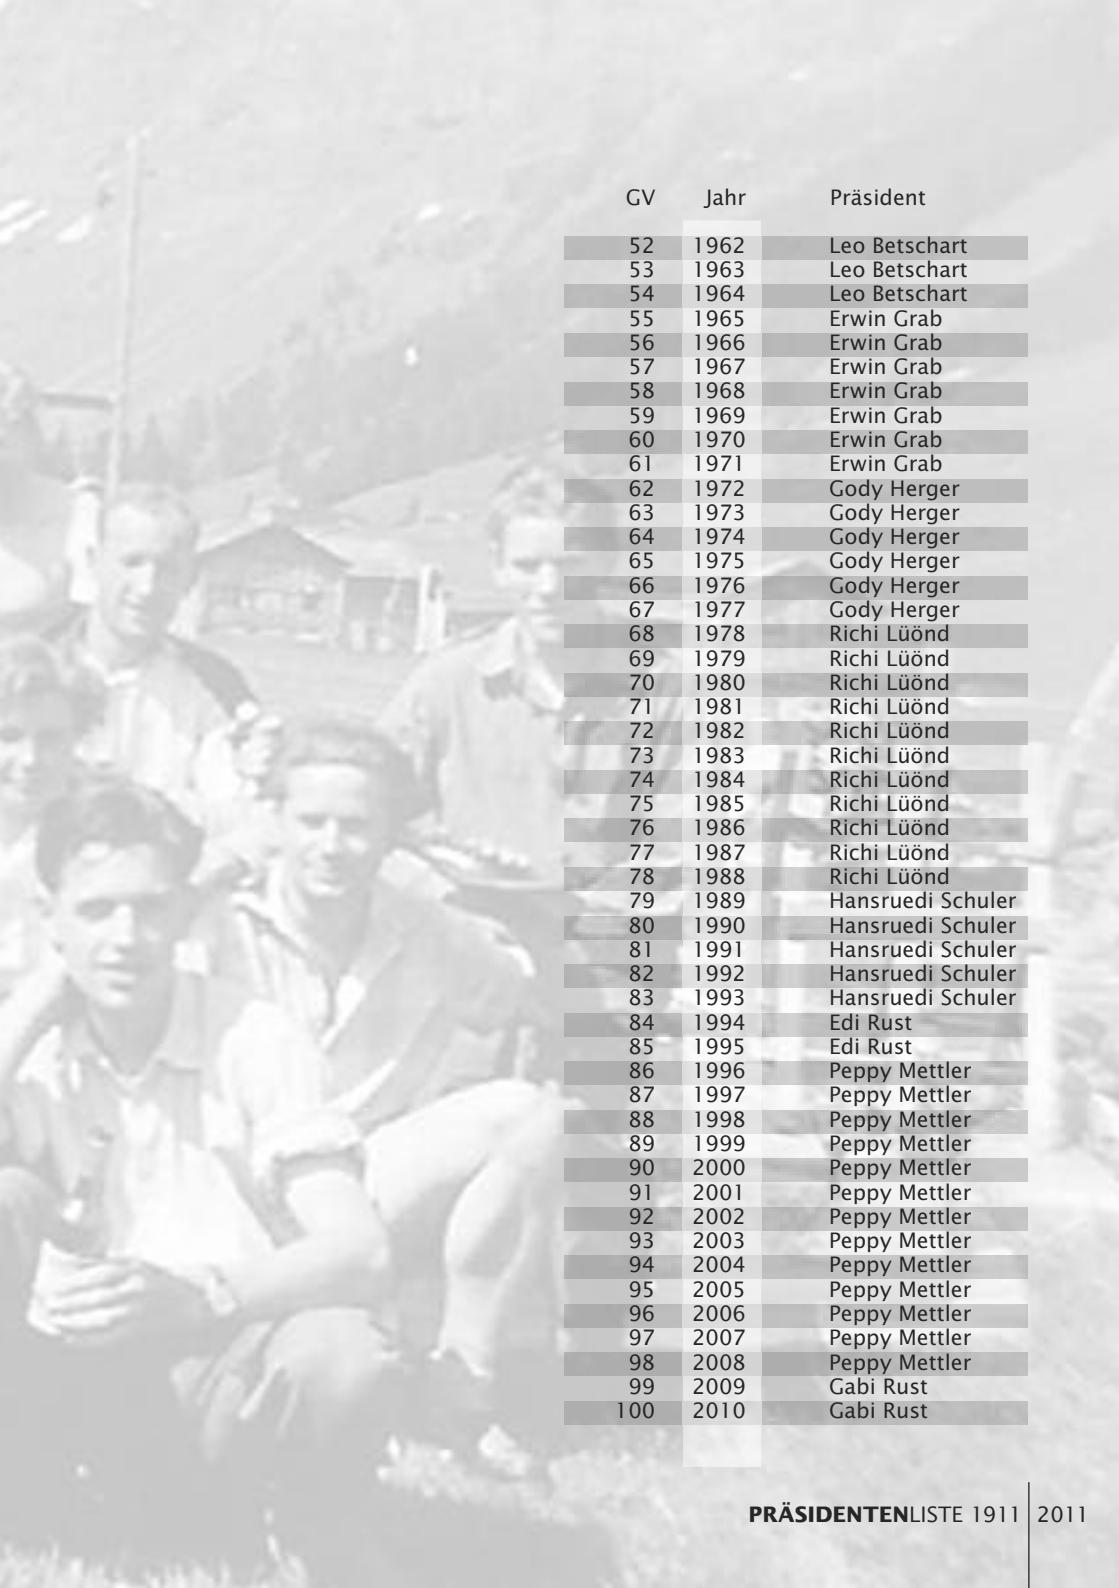 GV Jahr Präsident
52 1962 Leo Betschart
53 1963 Leo Betschart
54 1964 Leo Betschart
55 1965 Erwin Grab
56 1966 Erwin Grab
57 1967 Erwin Grab
58 1968 Erwin Grab
59 1969 Erwin Grab
60 1970 Erwin Grab
61 1971 Erwin Grab
62 1972 Gody Herger
63 1973 Gody Herger
64 1974 Gody Herger
65 1975 Gody Herger
66 1976 Gody Herger
67 1977 Gody Herger
68 1978 Richi Lüönd
69 1979 Richi Lüönd
70 1980 Richi Lüönd
71 1981 Richi Lüönd
72 1982 Richi Lüönd
73 1983 Richi Lüönd
74 1984 Richi Lüönd
75 1985 Richi Lüönd
76 1986 Richi Lüönd
77 1987 Richi Lüönd
78 1988 Richi Lüönd
79 1989 Hansruedi Schuler
80 1990 Hansruedi Schuler
81 1991 Hansruedi Schuler
82 1992 Hansruedi Schuler
83 1993 Hansruedi Schuler
84 1994 Edi Rust
85 1995 Edi Rust
86 1996 Peppy Mettler
87 1997 Peppy Mettler
88 1998 Peppy Mettler
89 1999 Peppy Mettler
90 2000 Peppy Mettler
91 2001 Peppy Mettler
92 2002 Peppy Mettler
93 2003 Peppy Mettler
94 2004 Peppy Mettler
95 2005 Peppy Mettler
96 2006 Peppy Mettler
97 2007 Peppy Mettler
98 2008 Peppy Mettler
99 2009 Gabi Rust
100 2010 Gabi Rust
PRÄSIDENTENLISTE 1911 2011